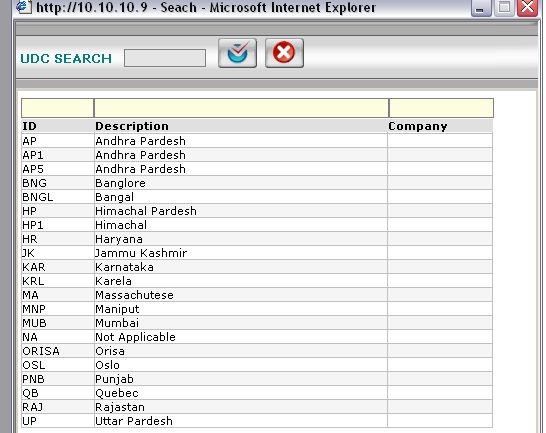 http://10.10.10.9 - Seach - Microsoft Internet Explorer
UDC SEARCH
ID Description Company
AP Andhra Pardesh
AP1 Andhra Pardesh
AP5 Andhra Pardesh
BNG Banglore
BNGL Bangal
HP Himachal Pardesh
HP1 Himachal
HR Haryana
JK Jammu Kashmir
KAR Karnataka
KRL Karela
MA Massachutese
MNP Maniput
MUB Mumbai
NA Not Applicable
ORISA Orisa
OSL Oslo
PNB Punjab
QB Quebec
RAJ Rajastan
UP Uttar Pardesh